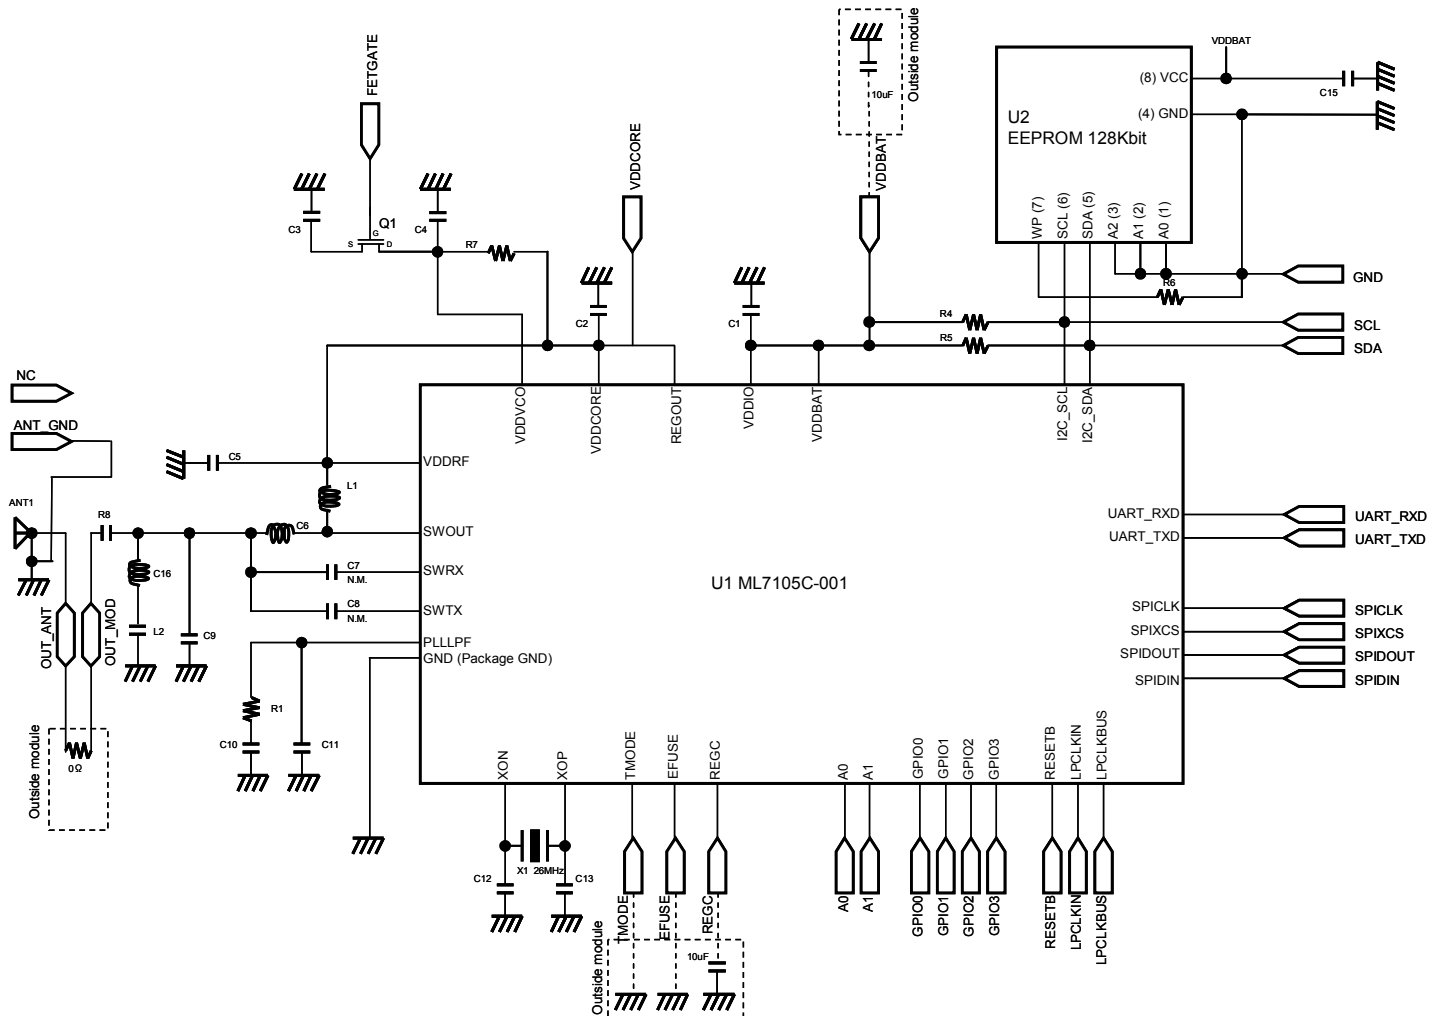 FETGATE
VDDCORE
Outside module
10uF
VDDBAT
VDDBAT
(8) VCC
C15
(4) GND
U2
EEPROM 128Kbit
WP (7)
SCL (6)
SDA (5)
A2 (3)
A1 (2)
A0 (1)
GND
R6
SCL
SDA
R4
R5
C3
Q1
G
S
D
C4
R7
C2
C1
NC
ANT_GND
ANT1
VDDVCO
VDDCORE
REGOUT
VDDIO
VDDBAT
I2C_SCL
I2C_SDA
C5
VDDRF
L1
R8
C6
SWOUT
C16
C7
N.M.
SWRX
C8
N.M.
SWTX
L2
C9
PLLLPF
GND (Package GND)
OUT_ANT
OUT_MOD
R1
C10
C11
Outside module
0Ω
U1 ML7105C-001
UART_RXD
UART_RXD
UART_TXD
UART_TXD
SPICLK
SPICLK
SPIXCS
SPIXCS
SPIDOUT
SPIDOUT
SPIDIN
SPIDIN
XON
XOP
TMODE
EFUSE
REGC
A0
A1
GPIO0
GPIO1
GPIO2
GPIO3
RESETB
LPCLKIN
LPCLKBUS
X1 26MHz
C12
C13
TMODE
EFUSE
REGC
A0
A1
GPIO0
GPIO1
GPIO2
GPIO3
RESETB
LPCLKIN
LPCLKBUS
Outside module
10uF